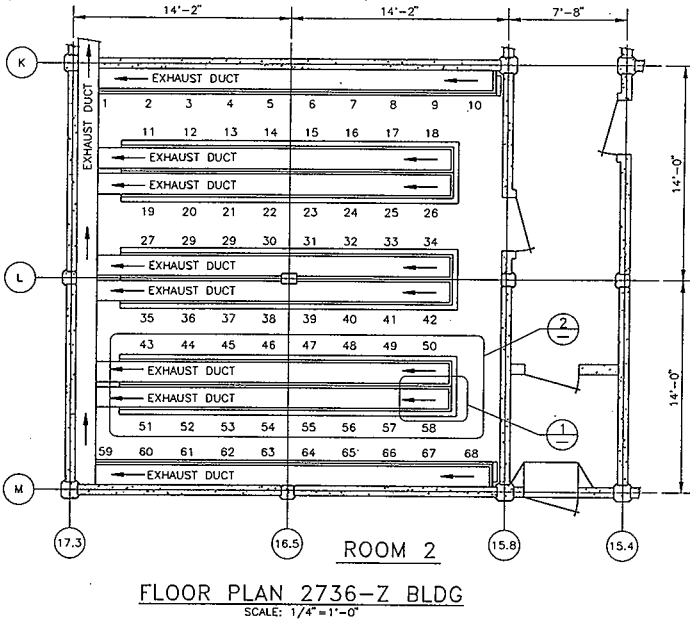 14'-2" 14'-2" 7'-8"
K
EXHAUST DUCT
EXHAUST DUCT
1 2 3 4 5 6 7 8 9 10
11 12 13 14 15 16 17 18
EXHAUST DUCT
EXHAUST DUCT
14'-0"
19 20 21 22 23 24 25 26
27 29 29 30 31 32 33 34
EXHAUST DUCT
L
EXHAUST DUCT
35 36 37 38 39 40 41 42
2
43 44 45 46 47 48 49 50
EXHAUST DUCT
EXHAUST DUCT
14'-0"
51 52 53 54 55 56 57 58
1
59 60 61 62 63 64 65 66 67 68
EXHAUST DUCT
M
17.3 16.5 15.8 15.4
ROOM 2
FLOOR PLAN 2736-Z BLDG
SCALE: 1/4"=1'-0"